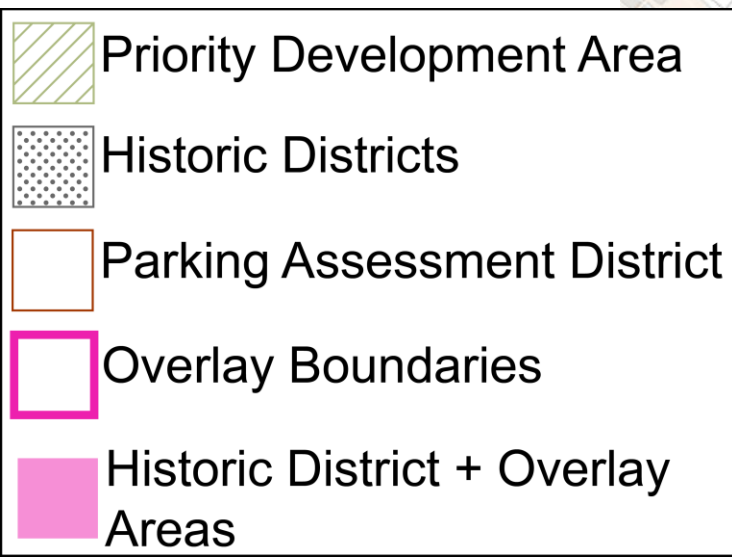 Priority Development Area
Historic Districts
Parking Assessment District
Overlay Boundaries
Historic District + Overlay
Areas